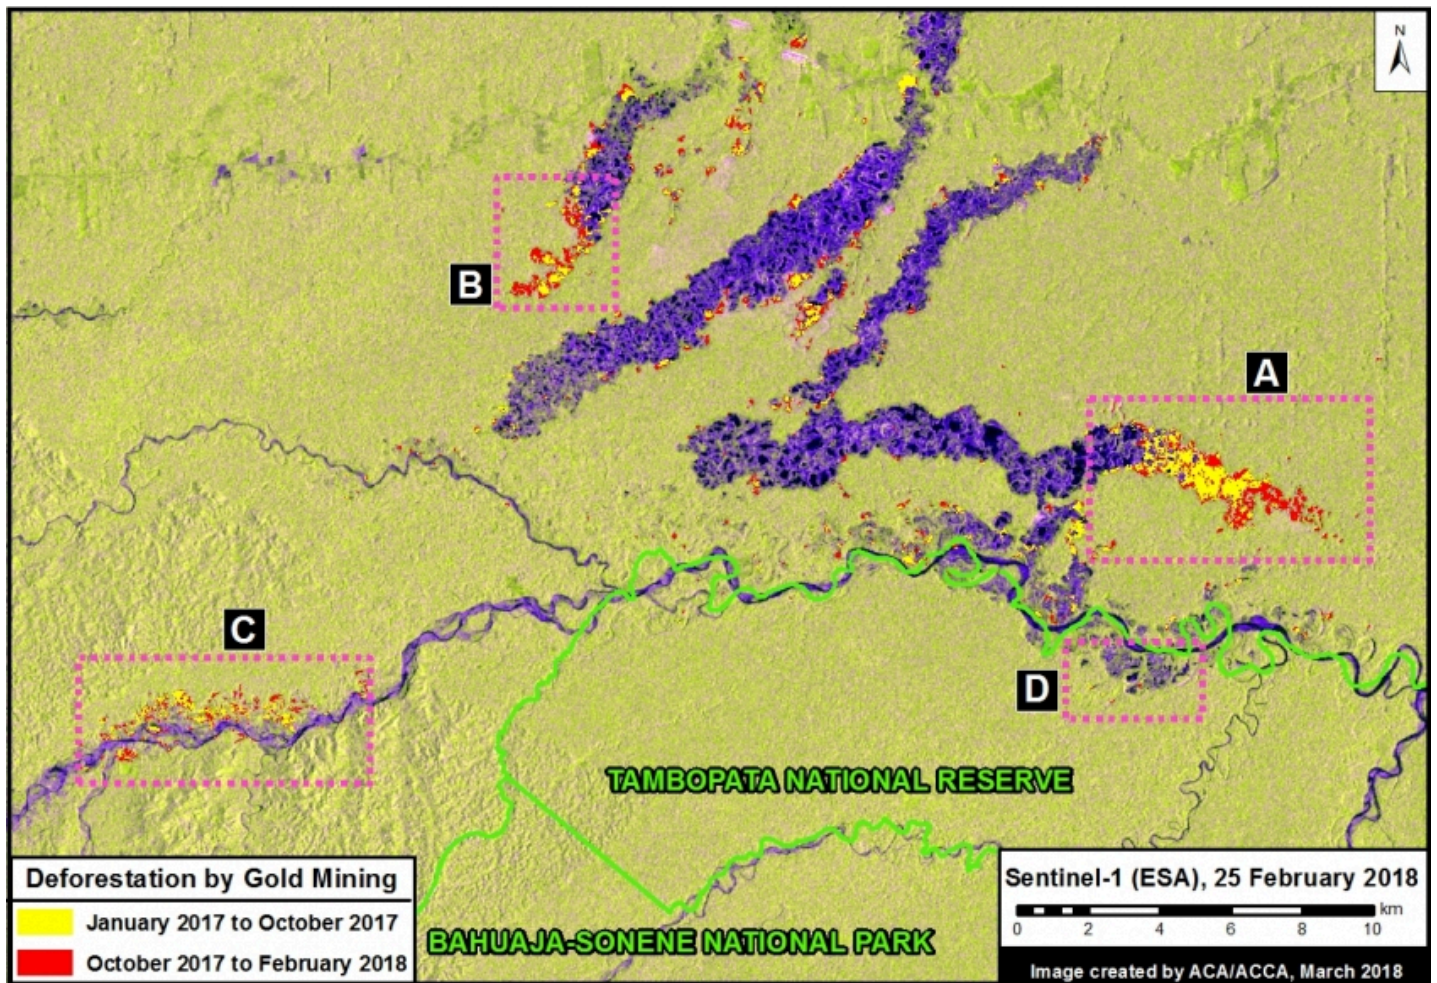 N
B
A
C
D
TAMBOPATA NATIONAL RESERVE
BAHUAJA-SONENE NATIONAL PARK
Deforestation by Gold Mining
January 2017 to October 2017
October 2017 to February 2018
Sentinel-1 (ESA), 25 February 2018
km
0 2 4 6 8 10
Image created by ACA/ACCA, March 2018